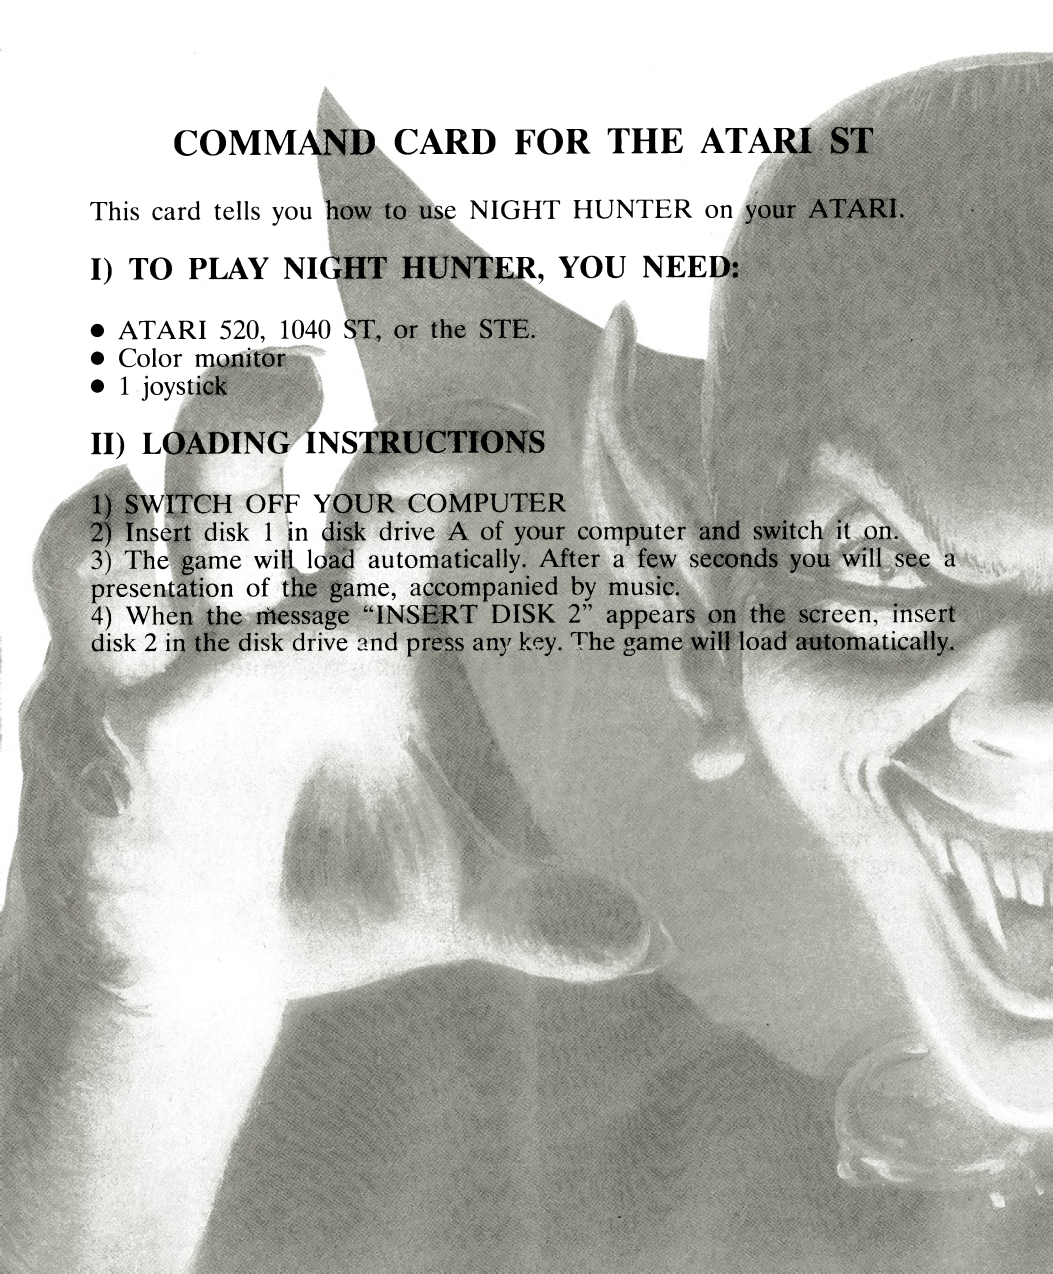 COMMAND CARD FOR THE ATARI ST
This card tells you how to use NIGHT HUNTER on your ATARI.
I) TO PLAY NIGHT HUNTER, YOU NEED:
● ATARI 520, 1040 ST, or the STE.
● Color monitor
● 1 joystick
II) LOADING INSTRUCTIONS
1) SWITCH OFF YOUR COMPUTER
2) Insert disk 1 in disk drive A of your computer and switch it on.
3) The game will load automatically. After a few seconds you will see a
presentation of the game, accompanied by music.
4) When the message “INSERT DISK 2” appears on the screen, insert
disk 2 in the disk drive and press any key. The game will load automatically.